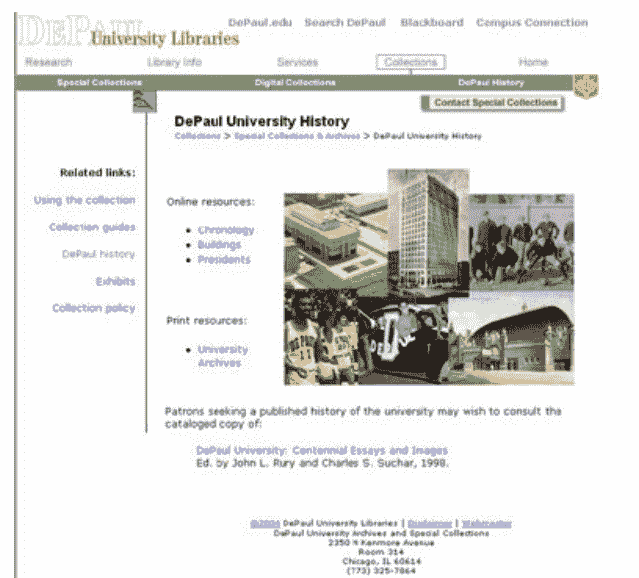 DePaul.edu Search DePaul Blackboard Campus Connection
DEPAUL
University Libraries
Research Library Info Services Collections Home
Special Collections Digital Collections DePaul History
Contact Special Collections
DePaul University History
Collections > Special Collections & Archives > DePaul University History
Related links:
Using the collection
Collection guides
DePaul history
Exhibits
Collection policy
Online resources:
Chronology
Buildings
Presidents
Print resources:
University
Archives
Patrons seeking a published history of the university may wish to consult the
cataloged copy of:
DePaul University: Centennial Essays and Images
Ed. by John L. Rury and Charles S. Suchar, 1998.
©2004 DePaul University Libraries | Disclaimer | Webmaster
DePaul University Archives and Special Collections
2350 N Kenmore Avenue
Room 314
Chicago, IL 60614
(773) 325-7864